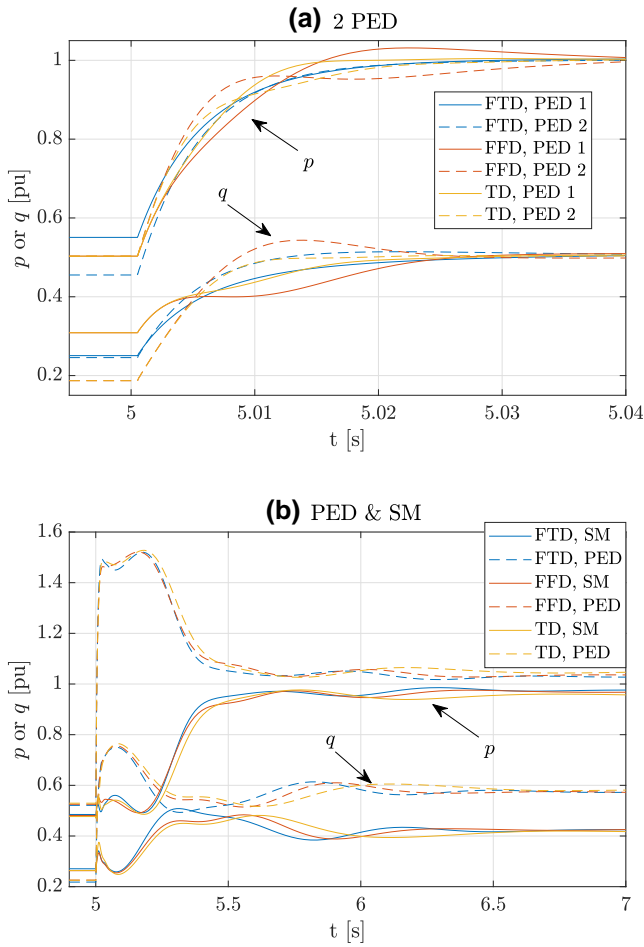 (a) 2 PED
1
0.8
0.6
0.4
0.2
p or q [pu]
FTD, PED 1
FTD, PED 2
FFD, PED 1
FFD, PED 2
TD, PED 1
TD, PED 2
p
q
5 5.01 5.02 5.03 5.04
t [s]
(b) PED & SM
1.6
1.4
1.2
1
0.8
0.6
0.4
0.2
p or q [pu]
FTD, SM
FTD, PED
FFD, SM
FFD, PED
TD, SM
TD, PED
p
q
5 5.5 6 6.5 7
t [s]